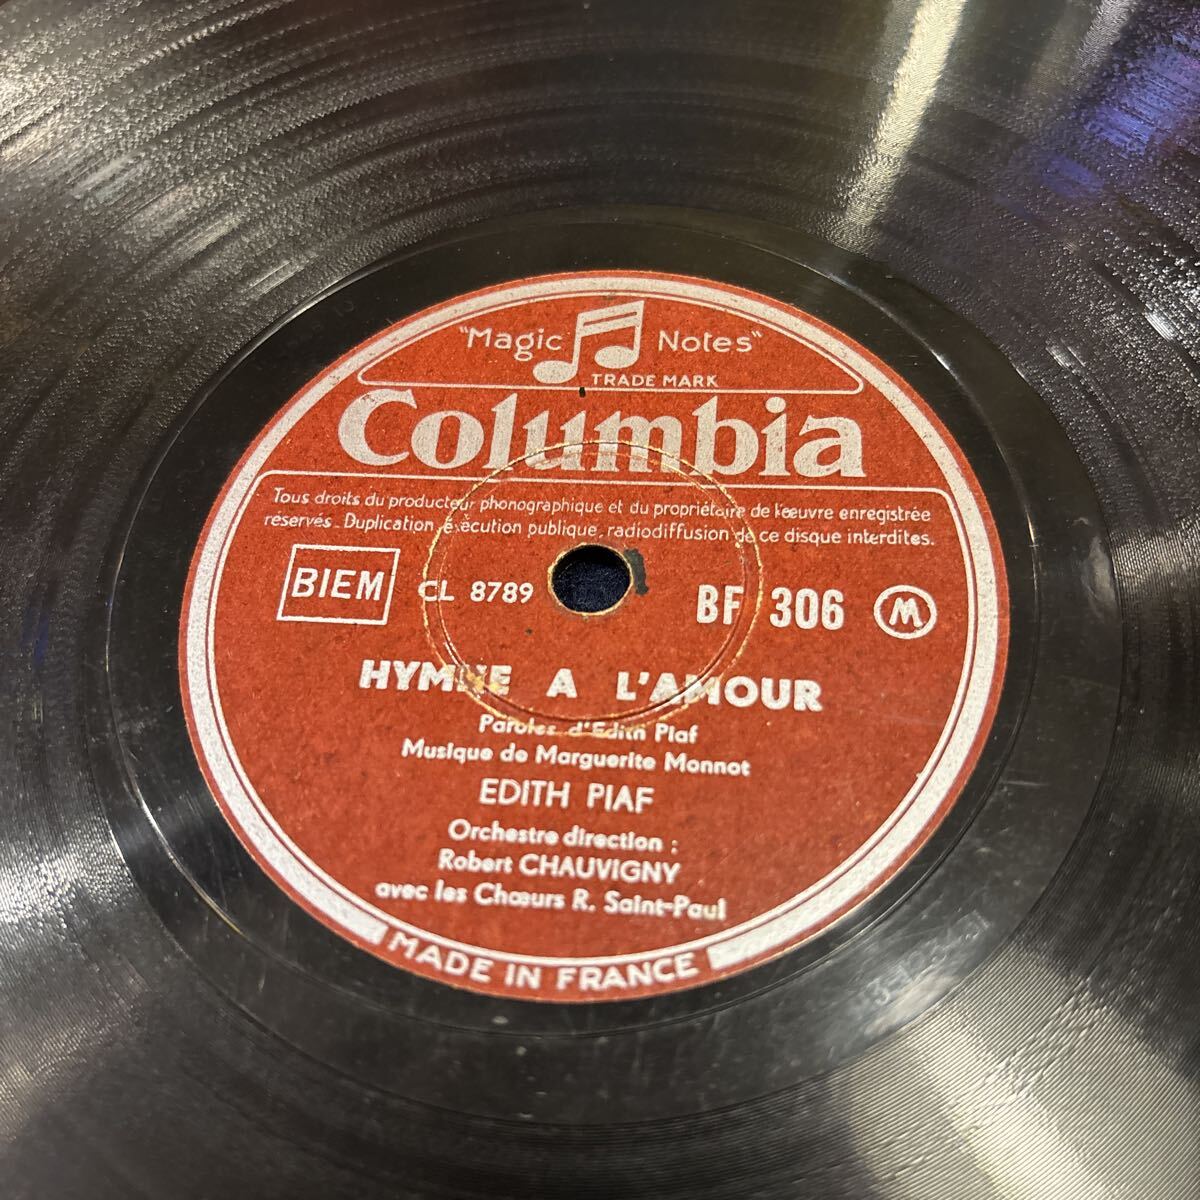 "Magic Notes"
TRADE MARK
Columbia
Tous droits du producteur phonographique et du propriétaire de l'œuvre enregistrée
réservés. Duplication, exécution publique, radiodiffusion de ce disque interdites.
BIEM CL 8789 BF 306 M
HYMNE A L'AMOUR
Paroles d'Edith Piaf
Musique de Marguerite Monnot
EDITH PIAF
Orchestre direction :
Robert CHAUVIGNY
avec les Chœurs R. Saint-Paul
MADE IN FRANCE